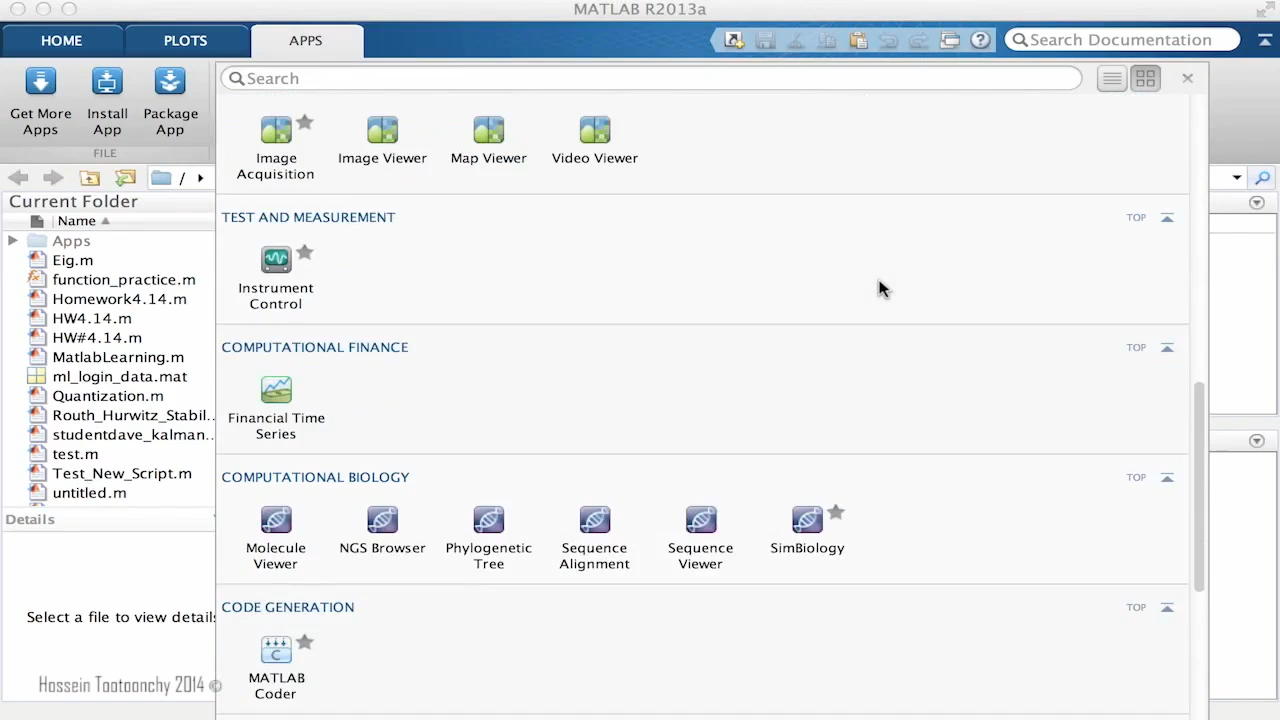 MATLAB R2013a
HOME
PLOTS
APPS
Search Documentation
Get More Apps
Install App
Package App
FILE
Search
Image Acquisition
Image Viewer
Map Viewer
Video Viewer
/
Current Folder
Name
Apps
Eig.m
function_practice.m
Homework4.14.m
HW4.14.m
HW#4.14.m
MatlabLearning.m
ml_login_data.mat
Quantization.m
Routh_Hurwitz_Stabil..
studentdave_kalman..
test.m
Test_New_Script.m
untitled.m
Details
Select a file to view details
TEST AND MEASUREMENT
TOP
Instrument Control
COMPUTATIONAL FINANCE
TOP
Financial Time Series
COMPUTATIONAL BIOLOGY
TOP
Molecule Viewer
NGS Browser
Phylogenetic Tree
Sequence Alignment
Sequence Viewer
SimBiology
CODE GENERATION
TOP
C
MATLAB Coder
Hossein Tootoonchy 2014 ©